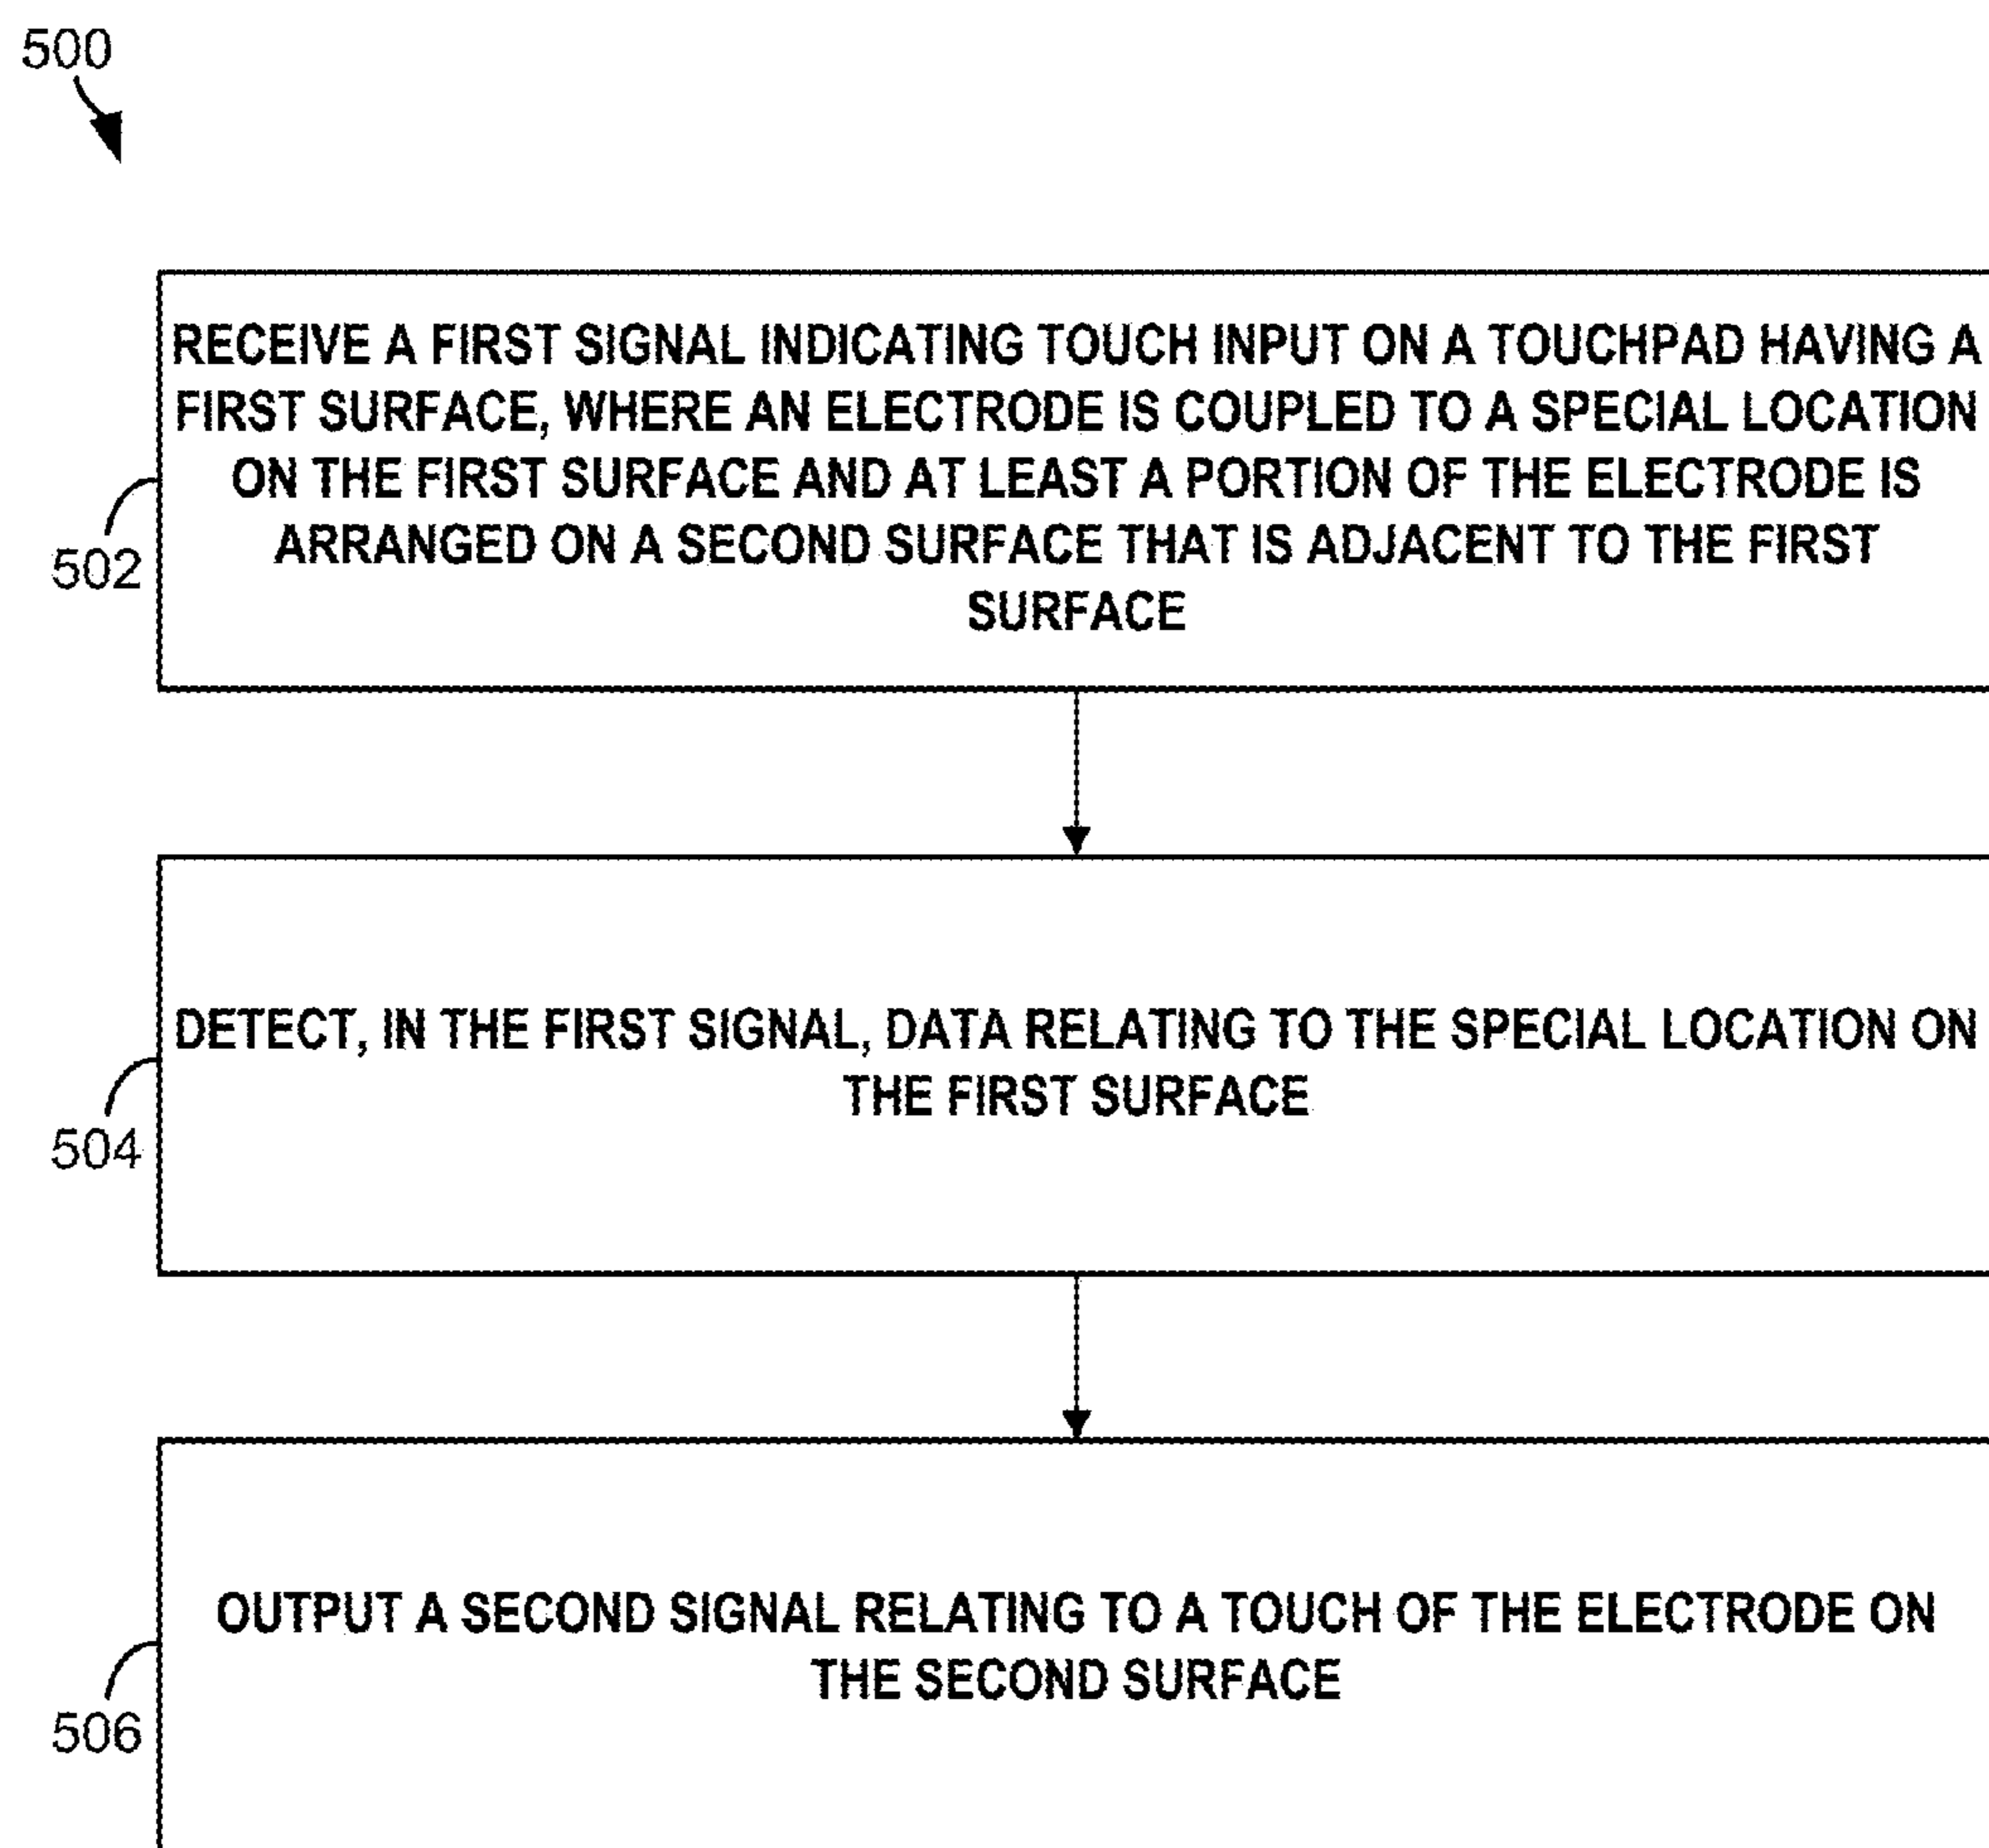 500
RECEIVE A FIRST SIGNAL INDICATING TOUCH INPUT ON A TOUCHPAD HAVING A
FIRST SURFACE, WHERE AN ELECTRODE IS COUPLED TO A SPECIAL LOCATION
ON THE FIRST SURFACE AND AT LEAST A PORTION OF THE ELECTRODE IS
ARRANGED ON A SECOND SURFACE THAT IS ADJACENT TO THE FIRST
SURFACE
502
DETECT, IN THE FIRST SIGNAL, DATA RELATING TO THE SPECIAL LOCATION ON
THE FIRST SURFACE
504
OUTPUT A SECOND SIGNAL RELATING TO A TOUCH OF THE ELECTRODE ON
THE SECOND SURFACE
506